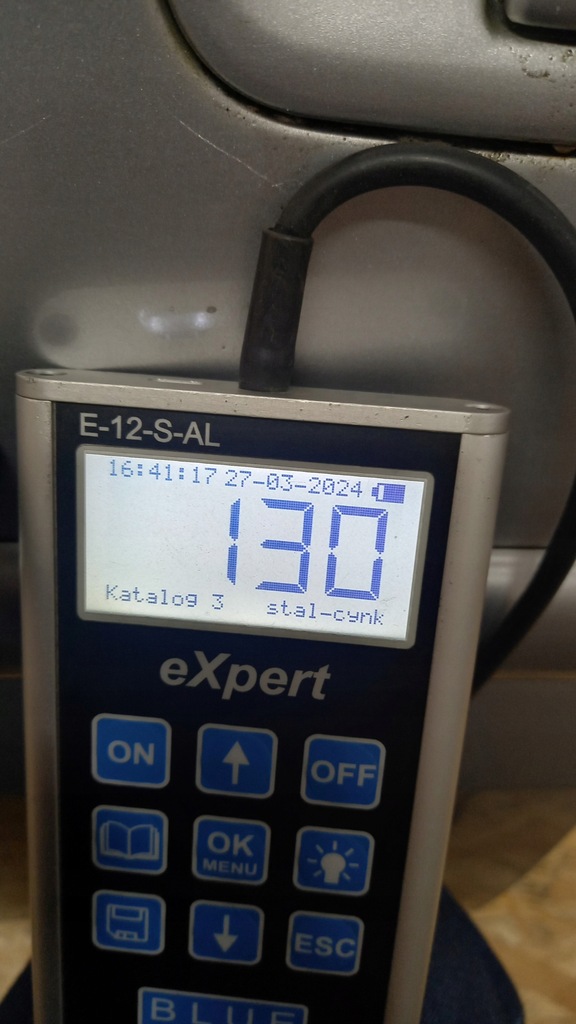 E-12-S-AL
16:41:17 27-03-2024
130
Katalog 3 stal-cynk
eXpert
ON OFF
OK
MENU
ESC
BLUE